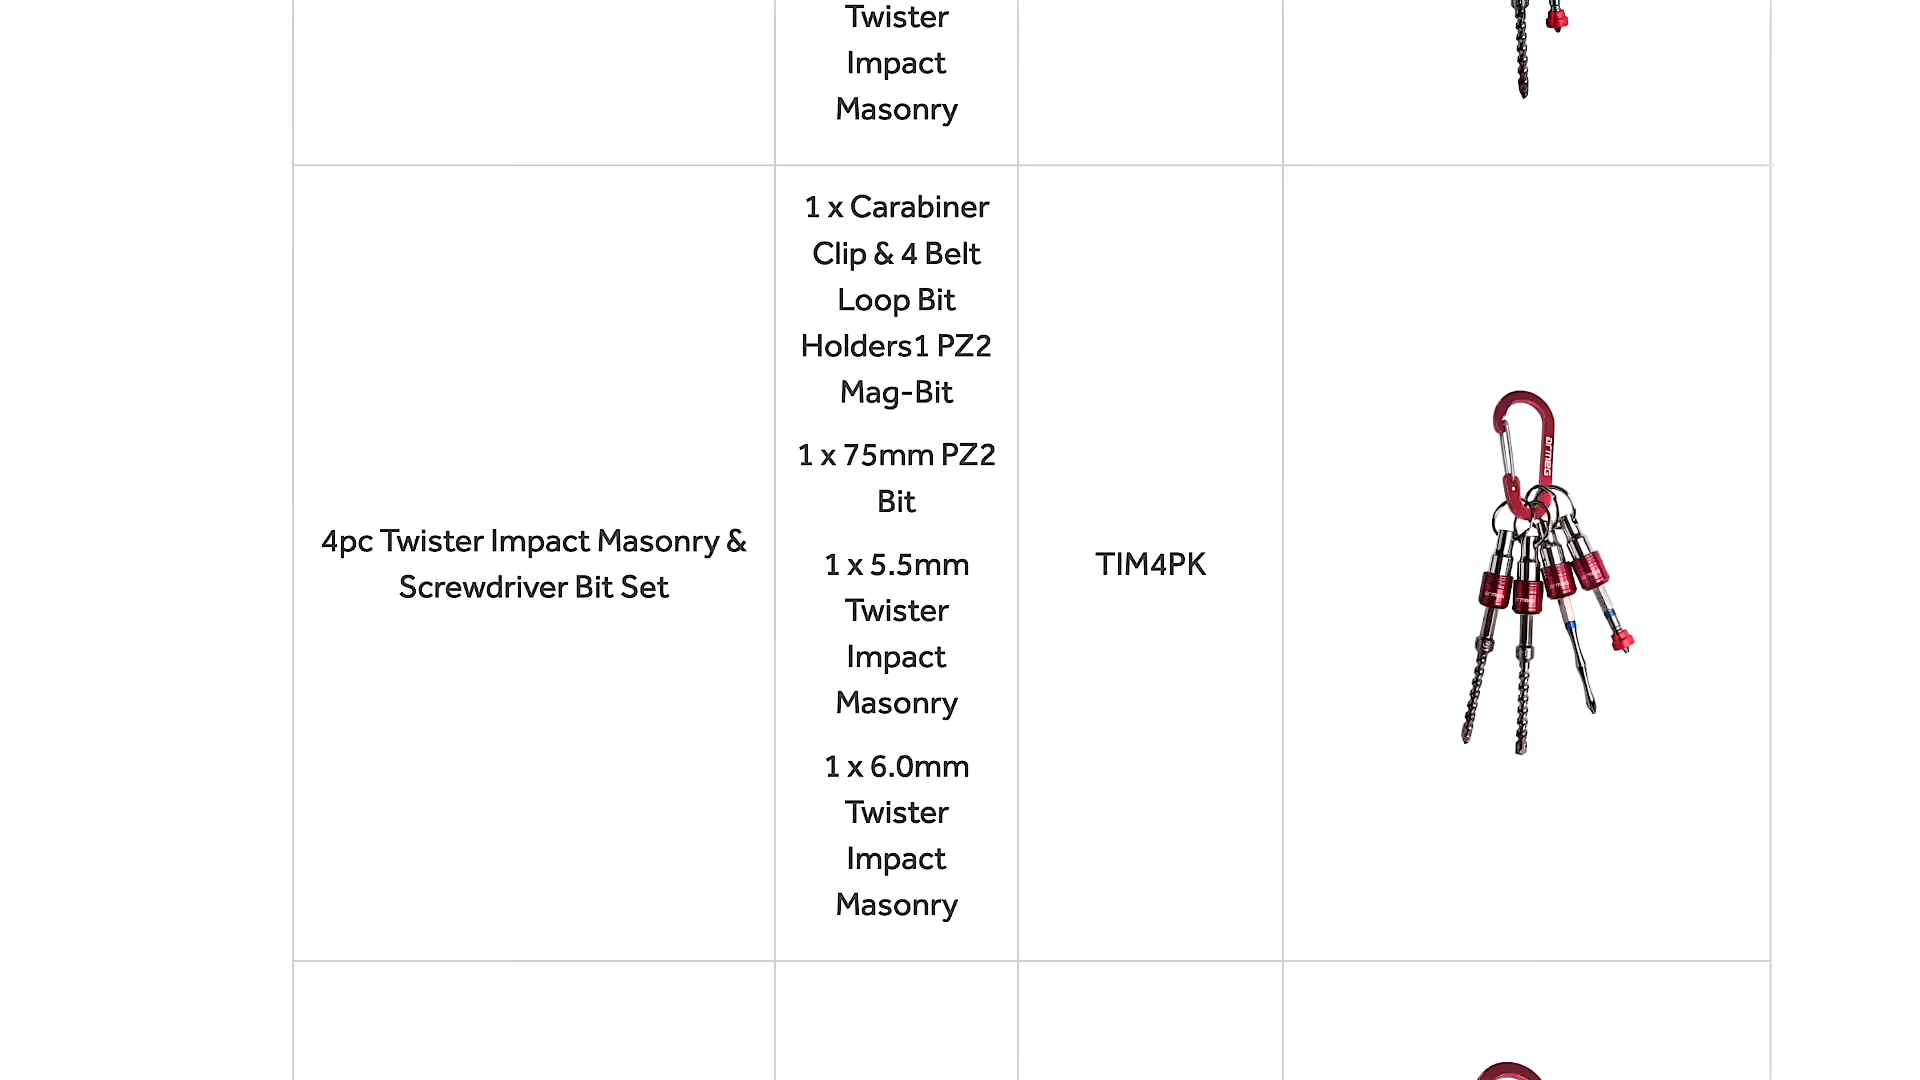 Twister
Impact
Masonry
4pc Twister Impact Masonry &
Screwdriver Bit Set
1 x Carabiner
Clip & 4 Belt
Loop Bit
Holders1 PZ2
Mag-Bit
1 x 75mm PZ2
Bit
1 x 5.5mm
Twister
Impact
Masonry
1 x 6.0mm
Twister
Impact
Masonry
TIM4PK
armeg